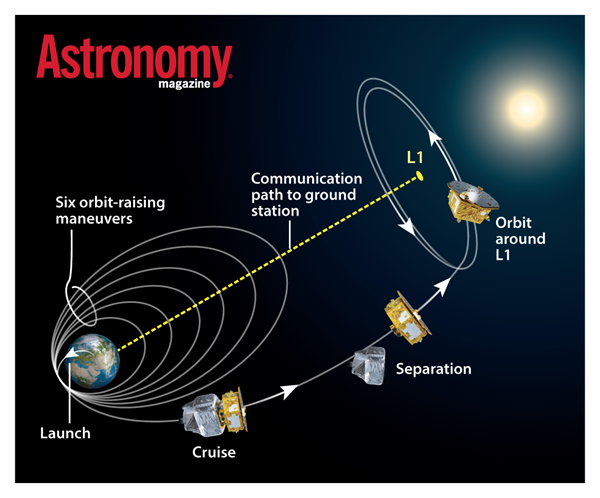 Astronomy®
magazine
L1
Communication
path to ground
station
Six orbit-raising
maneuvers
Orbit
around
L1
Separation
Launch
Cruise